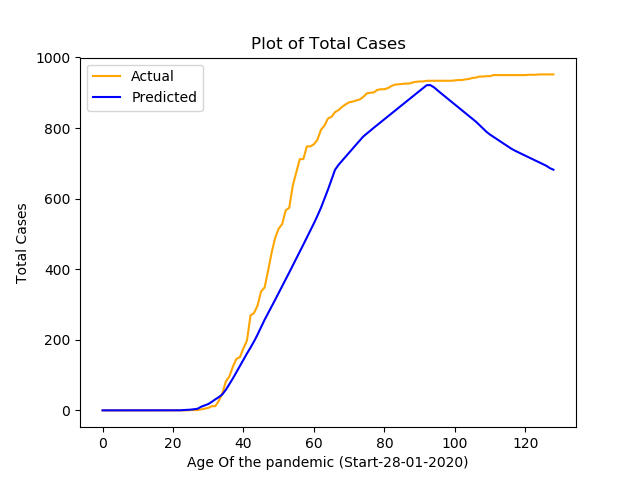 Plot of Total Cases
Actual
Predicted
Total Cases
1000
800
600
400
200
0
0 20 40 60 80 100 120
Age Of the pandemic (Start-28-01-2020)